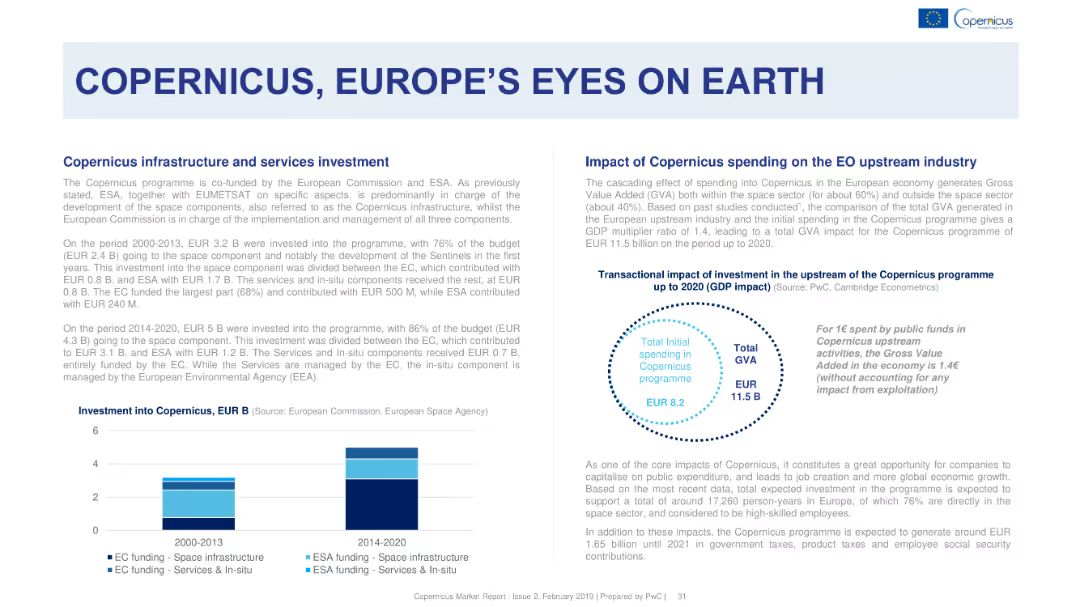 Copernicus
COPERNICUS, EUROPE'S EYES ON EARTH
Copernicus infrastructure and services investment
The Copernicus programme is co-funded by the European Commission and ESA. As previously
stated, ESA, together with EUMETSAT on specific aspects, is predominantly in charge of the
development of the space components, also referred to as the Copernicus infrastructure, whilst the
European Commission is in charge of the implementation and management of all three components.
On the period 2000-2013, EUR 3.2 B were invested into the programme, with 76% of the budget
(EUR 2.4 B) going to the space component and notably the development of the Sentinels in the first
years. This investment into the space component was divided between the EC, which contributed with
EUR 0.8 B, and ESA with EUR 1.7 B. The services and in-situ components received the rest, at EUR
0.8 B. The EC funded the largest part (68%) and contributed with EUR 500 M, while ESA contributed
with EUR 240 M.
On the period 2014-2020, EUR 5 B were invested into the programme, with 86% of the budget (EUR
4.3 B) going to the space component. This investment was divided between the EC, which contributed
to EUR 3.1 B, and ESA with EUR 1.2 B. The Services and In-situ components received EUR 0.7 B,
entirely funded by the EC. While the Services are managed by the EC, the in-situ component is
managed by the European Environmental Agency (EEA).
Investment into Copernicus, EUR B (Source: European Commission, European Space Agency)
6
4
2
0
2000-2013
2014-2020
EC funding - Space infrastructure
ESA funding - Space infrastructure
EC funding - Services & In-situ
ESA funding - Services & In-situ
Impact of Copernicus spending on the EO upstream industry
The cascading effect of spending into Copernicus in the European economy generates Gross
Value Added (GVA) both within the space sector (for about 60%) and outside the space sector
(about 40%). Based on past studies conducted¹, the comparison of the total GVA generated in
the European upstream industry and the initial spending in the Copernicus programme gives a
GDP multiplier ratio of 1.4, leading to a total GVA impact for the Copernicus programme of
EUR 11.5 billion on the period up to 2020.
Transactional impact of investment in the upstream of the Copernicus programme
up to 2020 (GDP impact) (Source: PwC, Cambridge Econometrics)
Total Initial
spending in
Copernicus
programme
EUR 8.2
Total
GVA
EUR
11.5 B
For 1€ spent by public funds in
Copernicus upstream
activities, the Gross Value
Added in the economy is 1.4€
(without accounting for any
impact from exploitation)
As one of the core impacts of Copernicus, it constitutes a great opportunity for companies to
capitalise on public expenditure, and leads to job creation and more global economic growth.
Based on the most recent data, total expected investment in the programme is expected to
support a total of around 17,260 person-years in Europe, of which 76% are directly in the
space sector, and considered to be high-skilled employees.
In addition to these impacts, the Copernicus programme is expected to generate around EUR
1.65 billion until 2021 in government taxes, product taxes and employee social security
contributions.
Copernicus Market Report | Issue 2, February 2019 | Prepared by PwC | 31